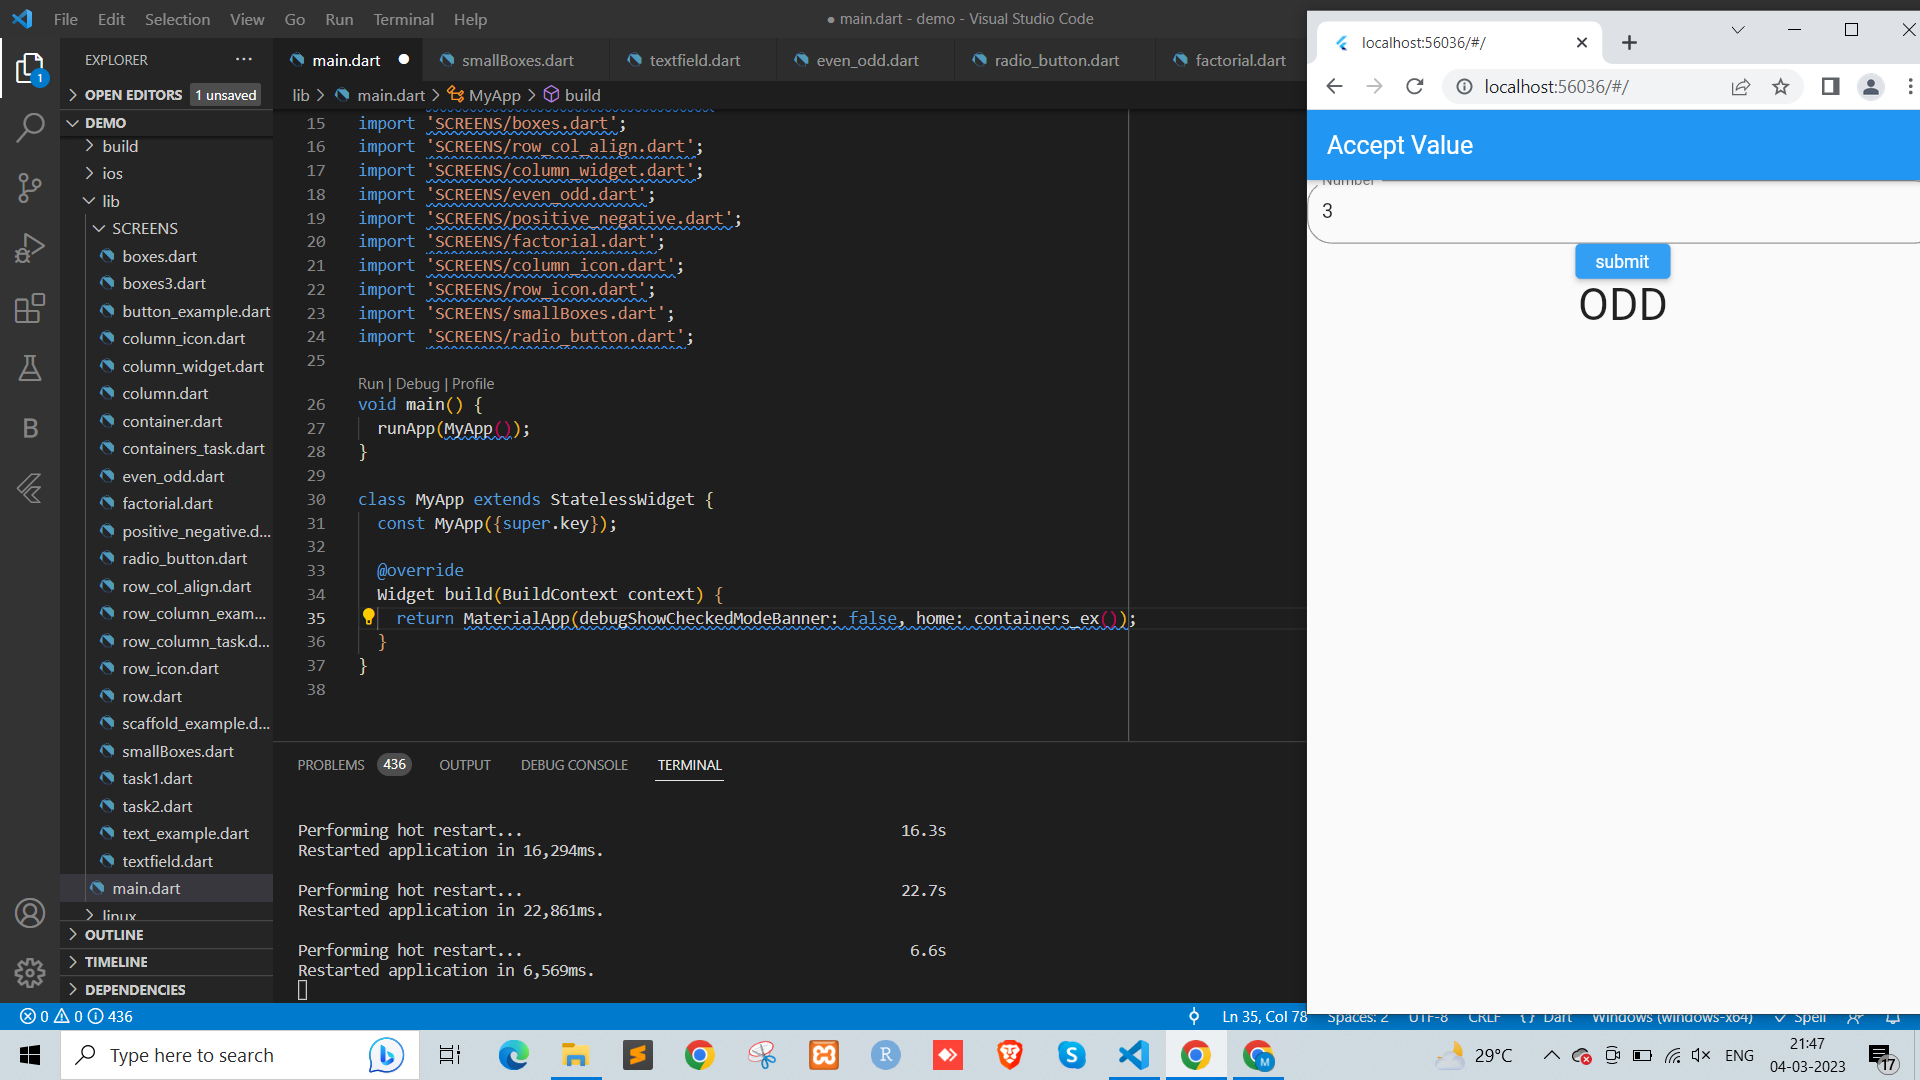 File Edit Selection View Go Run Terminal Help
● main.dart - demo - Visual Studio Code
EXPLORER ···
OPEN EDITORS 1 unsaved
DEMO
build
ios
lib
SCREENS
boxes.dart
boxes3.dart
button_example.dart
column_icon.dart
column_widget.dart
column.dart
container.dart
containers_task.dart
even_odd.dart
factorial.dart
positive_negative.d...
radio_button.dart
row_col_align.dart
row_column_exam...
row_column_task.d...
row_icon.dart
row.dart
scaffold_example.d...
smallBoxes.dart
task1.dart
task2.dart
text_example.dart
textfield.dart
main.dart
linux
OUTLINE
TIMELINE
DEPENDENCIES
1
B
main.dart ● smallBoxes.dart textfield.dart even_odd.dart radio_button.dart factorial.dart
lib > main.dart > MyApp > build
15 import 'SCREENS/boxes.dart';
16 import 'SCREENS/row_col_align.dart';
17 import 'SCREENS/column_widget.dart';
18 import 'SCREENS/even_odd.dart';
19 import 'SCREENS/positive_negative.dart';
20 import 'SCREENS/factorial.dart';
21 import 'SCREENS/column_icon.dart';
22 import 'SCREENS/row_icon.dart';
23 import 'SCREENS/smallBoxes.dart';
24 import 'SCREENS/radio_button.dart';
25
Run | Debug | Profile
26 void main() {
27 runApp(MyApp());
28 }
29
30 class MyApp extends StatelessWidget {
31 const MyApp({super.key});
32
33 @override
34 Widget build(BuildContext context) {
35 return MaterialApp(debugShowCheckedModeBanner: false, home: containers_ex());
36 }
37 }
38
PROBLEMS 436 OUTPUT DEBUG CONSOLE TERMINAL
Performing hot restart... 16.3s
Restarted application in 16,294ms.
Performing hot restart... 22.7s
Restarted application in 22,861ms.
Performing hot restart... 6.6s
Restarted application in 6,569ms.
localhost:56036/#/
localhost:56036/#/
Accept Value
Number
3
submit
ODD
0 0 436
Ln 35, Col 78 Spaces: 2 UTF-8 CRLF {} Dart Windows (windows-x64) Spell
Type here to search
R
M
29°C
ENG
21:47
04-03-2023
17